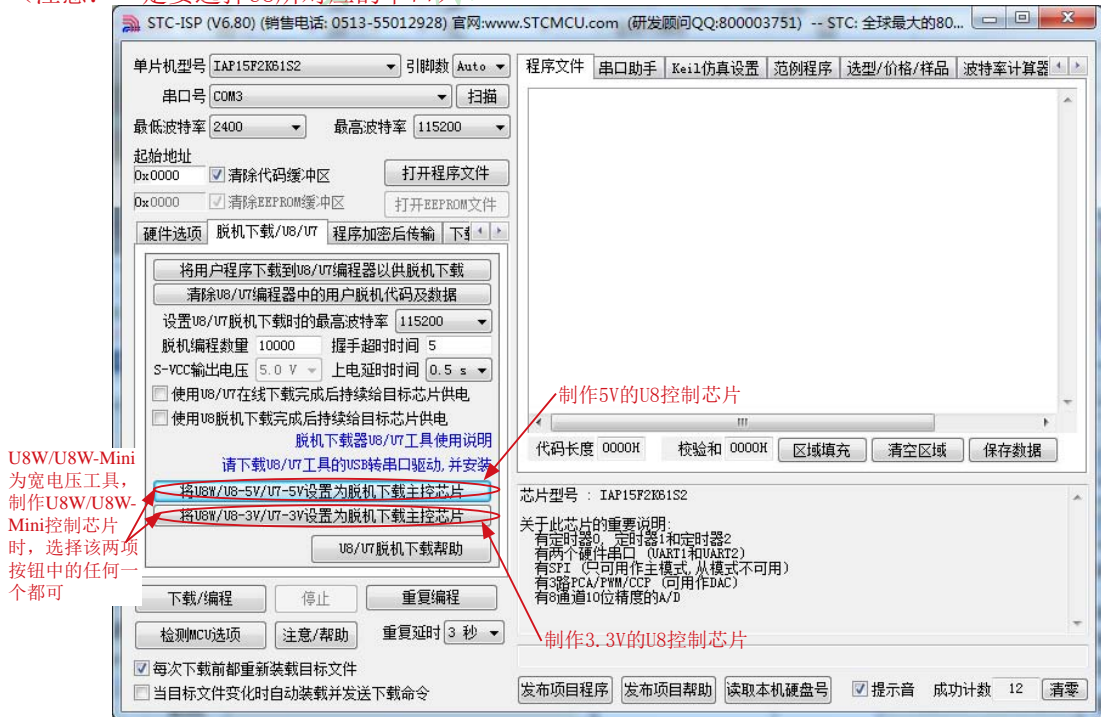 STC-ISP (V6.80) (销售电话: 0513-55012928) 官网:www.STCMCU.com (研发顾问QQ:800003751) -- STC: 全球最大的80...
单片机型号 IAP15F2K61S2 引脚数 Auto
串口号 COM3 扫描
最低波特率 2400 最高波特率 115200
起始地址
0x0000 清除代码缓冲区 打开程序文件
0x0000 清除EEPROM缓冲区 打开EEPROM文件
硬件选项 脱机下载/U8/U7 程序加密后传输
将用户程序下载到U8/U7编程器以供脱机下载
清除U8/U7编程器中的用户脱机代码及数据
设置U8/U7脱机下载时的最高波特率 115200
脱机编程数量 10000 握手超时时间 5
S-VCC输出电压 5.0 V 上电延时时间 0.5 s
使用U8/U7在线下载完成后持续给目标芯片供电
使用U8脱机下载完成后持续给目标芯片供电
脱机下载器U8/U7工具使用说明
请下载U8/U7工具的USB转串口驱动,并安装
将U8W/U8-5V/U7-5V设置为脱机下载主控芯片
将U8W/U8-3V/U7-3V设置为脱机下载主控芯片
U8/U7脱机下载帮助
U8W/U8W-Mini
为宽电压工具,
制作U8W/U8W-
Mini控制芯片
时，选择该两项
按钮中的任何一
个都可
下载/编程 停止 重复编程
检测MCU选项 注意/帮助 重复延时 3 秒
每次下载前都重新装载目标文件
当目标文件变化时自动装载并发送下载命令
程序文件 串口助手 Keil仿真设置 范例程序 选型/价格/样品 波特率计算器
制作5V的U8控制芯片
代码长度 0000H 校验和 0000H 区域填充 清空区域 保存数据
芯片型号 : IAP15F2K61S2
关于此芯片的重要说明:
有定时器0, 定时器1和定时器2
有两个硬件串口 (UART1和UART2)
有SPI (只可用作主模式,从模式不可用)
有3路PCA/PWM/CCP (可用作DAC)
有8通道10位精度的A/D
制作3.3V的U8控制芯片
发布项目程序 发布项目帮助 读取本机硬盘号 提示音 成功计数 12 清零